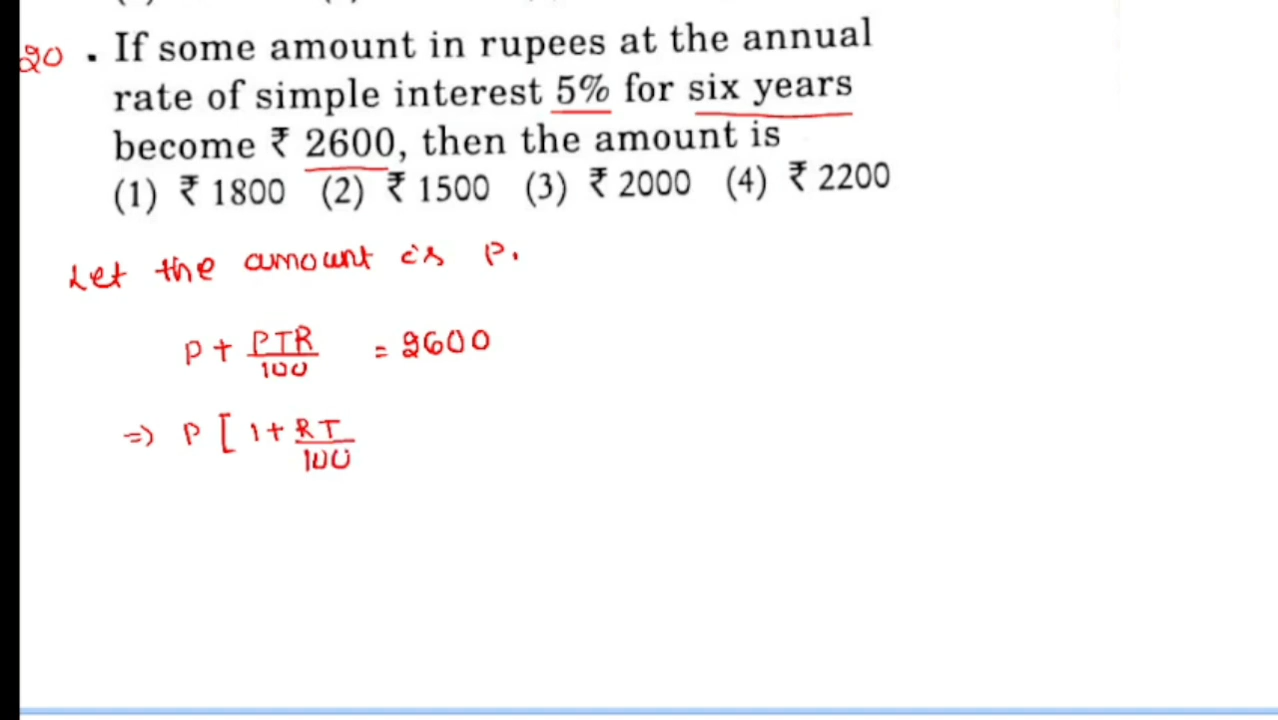 20 . If some amount in rupees at the annual
rate of simple interest 5% for six years
become ₹ 2600, then the amount is
(1) ₹ 1800 (2) ₹ 1500 (3) ₹ 2000 (4) ₹ 2200
Let the amount is P.
P + PTR/100 = 2600
=> P [ 1 + RT/100